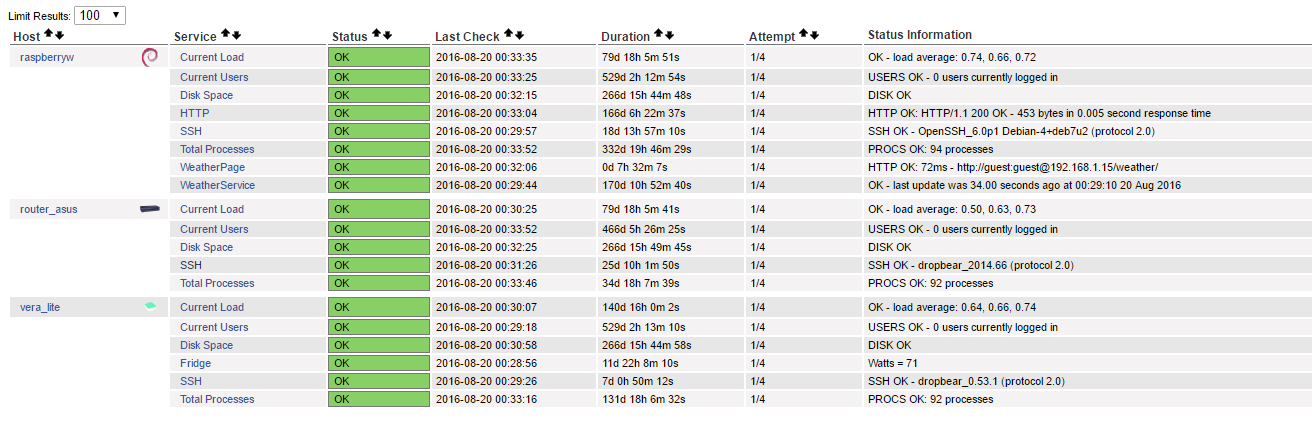 Limit Results: 100
Host Service Status Last Check Duration Attempt Status Information
raspberryw Current Load OK 2016-08-20 00:33:35 79d 18h 5m 51s 1/4 OK - load average: 0.74, 0.66, 0.72
Current Users OK 2016-08-20 00:33:25 529d 2h 12m 54s 1/4 USERS OK - 0 users currently logged in
Disk Space OK 2016-08-20 00:32:15 266d 15h 44m 48s 1/4 DISK OK
HTTP OK 2016-08-20 00:33:04 166d 6h 22m 37s 1/4 HTTP OK: HTTP/1.1 200 OK - 453 bytes in 0.005 second response time
SSH OK 2016-08-20 00:29:57 18d 13h 57m 10s 1/4 SSH OK - OpenSSH_6.0p1 Debian-4+deb7u2 (protocol 2.0)
Total Processes OK 2016-08-20 00:33:52 332d 19h 46m 29s 1/4 PROCS OK: 94 processes
WeatherPage OK 2016-08-20 00:32:06 0d 7h 32m 7s 1/4 HTTP OK: 72ms - http://guest:guest@192.168.1.15/weather/
WeatherService OK 2016-08-20 00:29:44 170d 10h 52m 40s 1/4 OK - last update was 34.00 seconds ago at 00:29:10 20 Aug 2016
router_asus Current Load OK 2016-08-20 00:30:25 79d 18h 5m 41s 1/4 OK - load average: 0.50, 0.63, 0.73
Current Users OK 2016-08-20 00:33:52 466d 5h 26m 25s 1/4 USERS OK - 0 users currently logged in
Disk Space OK 2016-08-20 00:32:25 266d 15h 49m 45s 1/4 DISK OK
SSH OK 2016-08-20 00:31:26 25d 10h 1m 50s 1/4 SSH OK - dropbear_2014.66 (protocol 2.0)
Total Processes OK 2016-08-20 00:33:46 34d 18h 7m 39s 1/4 PROCS OK: 92 processes
vera_lite Current Load OK 2016-08-20 00:30:07 140d 16h 0m 2s 1/4 OK - load average: 0.64, 0.66, 0.74
Current Users OK 2016-08-20 00:29:18 529d 2h 13m 10s 1/4 USERS OK - 0 users currently logged in
Disk Space OK 2016-08-20 00:30:58 266d 15h 44m 58s 1/4 DISK OK
Fridge OK 2016-08-20 00:28:56 11d 22h 8m 10s 1/4 Watts = 71
SSH OK 2016-08-20 00:29:26 7d 0h 50m 12s 1/4 SSH OK - dropbear_0.53.1 (protocol 2.0)
Total Processes OK 2016-08-20 00:33:16 131d 18h 6m 32s 1/4 PROCS OK: 92 processes